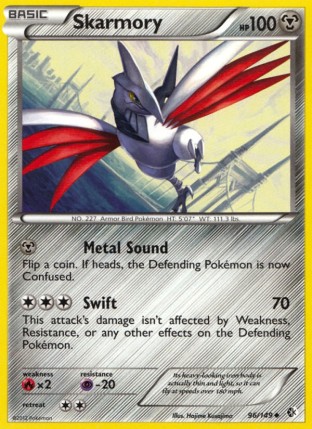 BASIC
Skarmory
HP100
NO. 227 Armor Bird Pokémon HT: 5'07" WT: 111.3 lbs.
Metal Sound
Flip a coin. If heads, the Defending Pokémon is now
Confused.
Swift 70
This attack's damage isn't affected by Weakness,
Resistance, or any other effects on the Defending
Pokémon.
weakness resistance
×2 -20
retreat
Its heavy-looking iron body is
actually thin and light, so it can
fly at speeds over 180 mph.
©2012 Pokémon
Illus. Hajime Kusajima
96/149